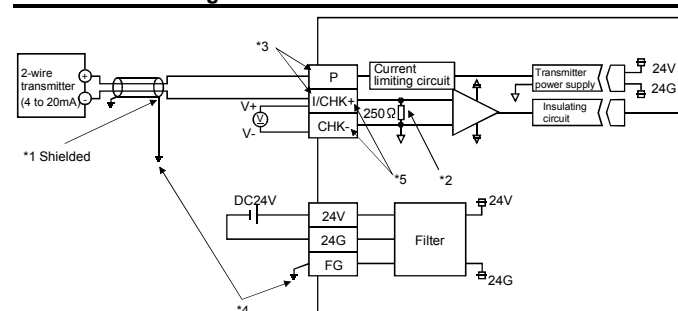 *3
2-wire
transmitter
(4 to 20mA)
+
-
P
Current
limiting circuit
Transmitter
power supply
24V
24G
I/CHK+
V+
V
V-
250Ω
CHK-
Insulating
circuit
*1 Shielded
*5
*2
DC24V
24V
24G
FG
Filter
24V
24G
*4